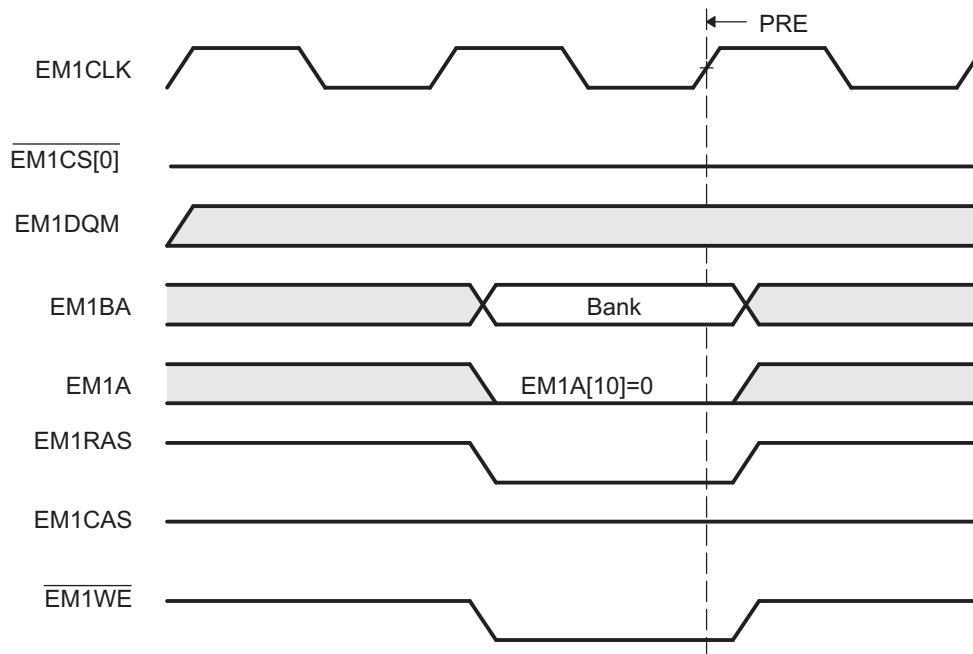 PRE
EM1CLK
EM1CS[0]
EM1DQM
EM1BA
Bank
EM1A
EM1A[10]=0
EM1RAS
EM1CAS
EM1WE